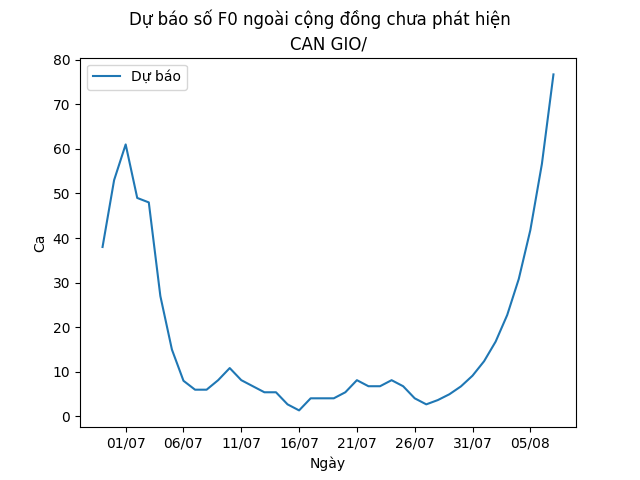 Dự báo số F0 ngoài cộng đồng chưa phát hiện
CAN GIO/
Dự báo
80
70
60
50
40
30
20
10
0
Ca
01/07 06/07 11/07 16/07 21/07 26/07 31/07 05/08
Ngày